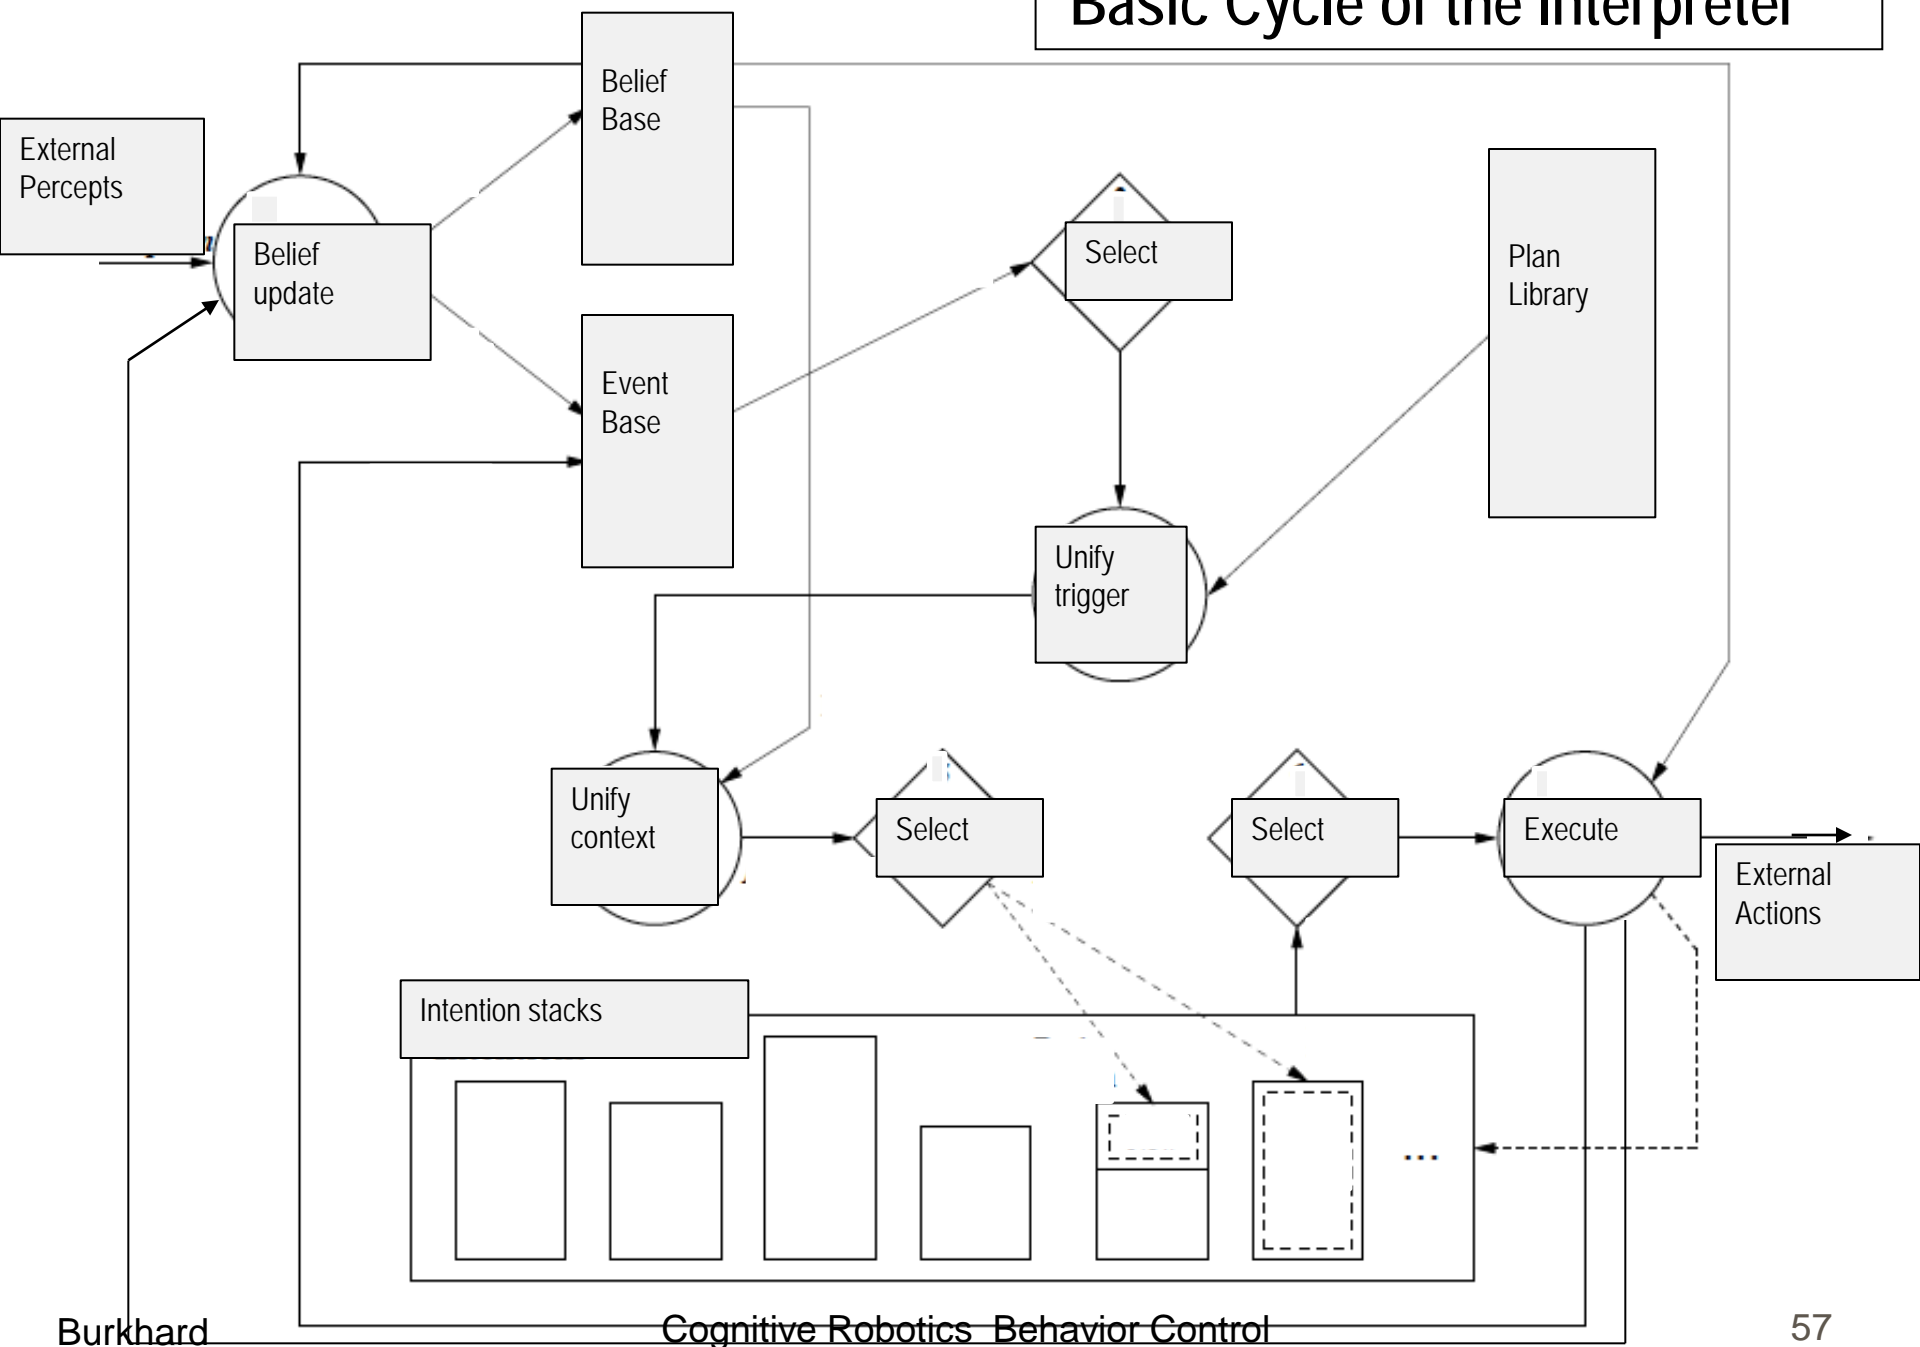 Basic Cycle of the Interpreter
Belief
Base
External
Percepts
Belief
update
Select
Plan
Library
Event
Base
Unify
trigger
Unify
context
Select
Select
Execute
External
Actions
Intention stacks
...
Burkhard
Cognitive Robotics Behavior Control
57